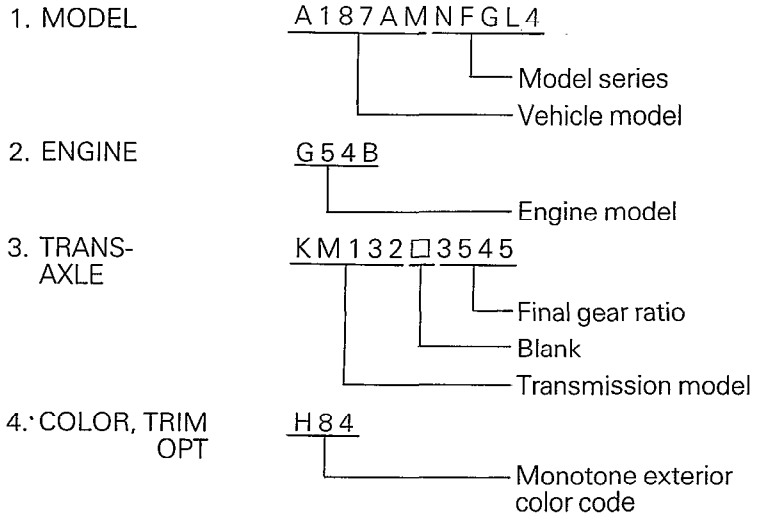 1. MODEL A187AMNFGL4
Model series
Vehicle model
2. ENGINE G54B
Engine model
3. TRANS- KM132□3545
AXLE
Final gear ratio
Blank
Transmission model
4. COLOR, TRIM H84
OPT
Monotone exterior
color code